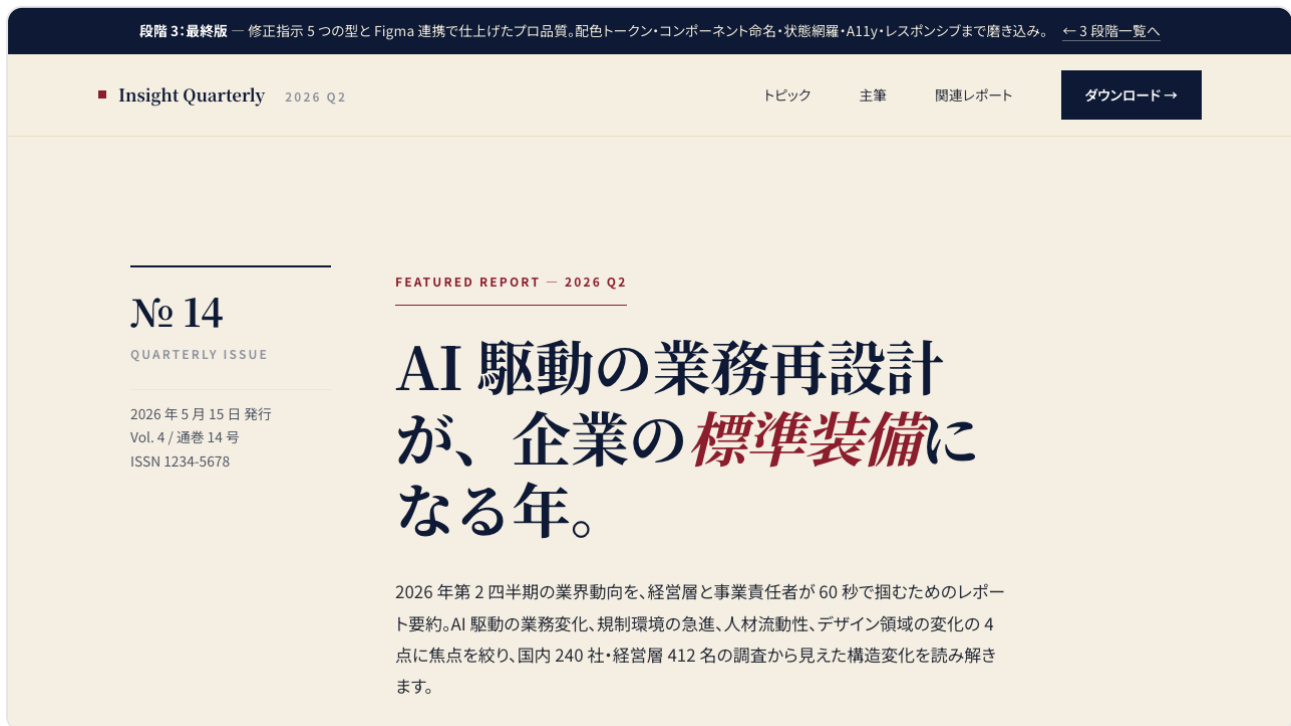 段階 3：最終版 — 修正指示 5 つの型と Figma 連携で仕上げたプロ品質。配色トークン・コンポーネント命名・状態網羅・A11y・レスポンシブまで磨き込み。 ← 3 段階一覧へ
Insight Quarterly 2026 Q2 トピック 主筆 関連レポート ダウンロード →
№ 14
QUARTERLY ISSUE
2026 年 5 月 15 日 発行
Vol. 4 / 通巻 14 号
ISSN 1234-5678
FEATURED REPORT — 2026 Q2
AI 駆動の業務再設計
が、企業の標準装備に
なる年。
2026 年第 2 四半期の業界動向を、経営層と事業責任者が 60 秒で掴むためのレポー
ト要約。AI 駆動の業務変化、規制環境の急進、人材流動性、デザイン領域の変化の 4
点に焦点を絞り、国内 240 社・経営層 412 名の調査から見えた構造変化を読み解き
ます。